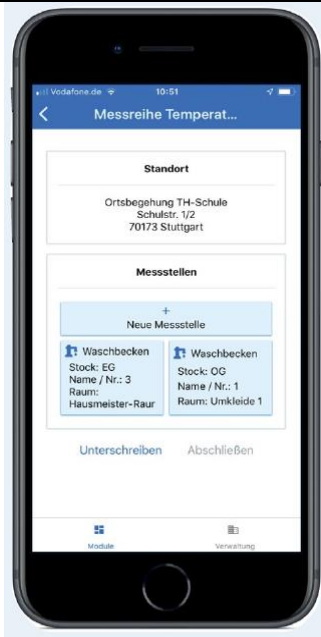 Vodafone.de
10:51
Messreihe Temperat...
Standort
Ortsbegehung TH-Schule
Schulstr. 1/2
70173 Stuttgart
Messstellen
+
Neue Messstelle
Waschbecken
Stock: EG
Name / Nr.: 3
Raum:
Hausmeister-Raur
Waschbecken
Stock: OG
Name / Nr.: 1
Raum: Umkleide 1
Unterschreiben Abschließen
Module Verwaltung